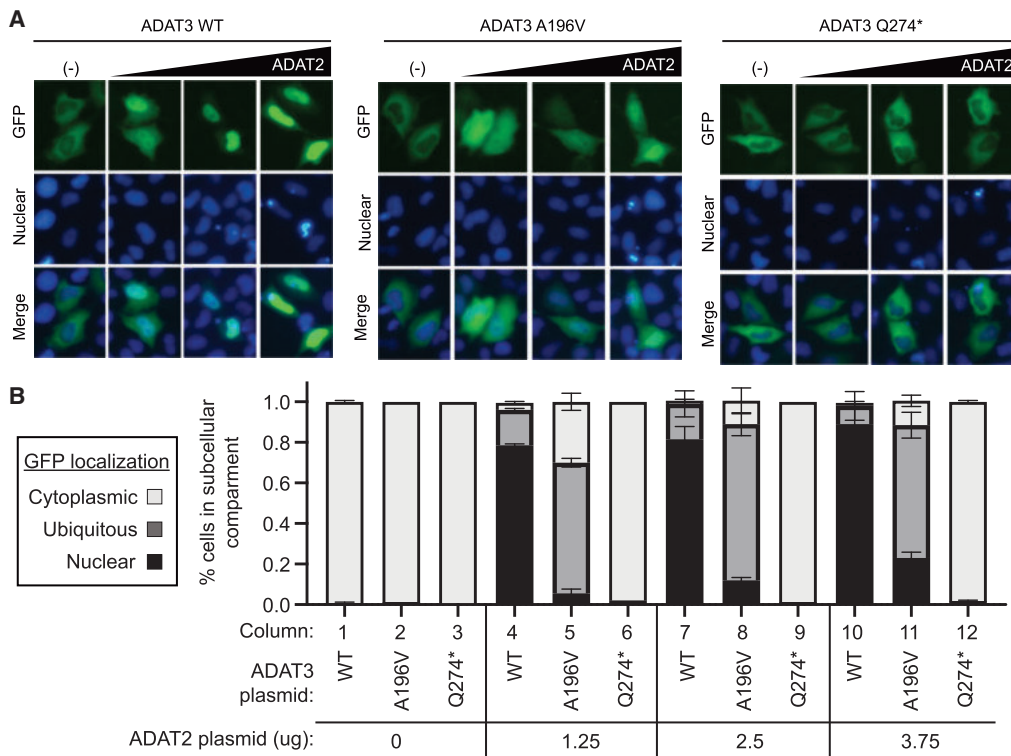 A
ADAT3 WT
ADAT3 A196V
ADAT3 Q274*
(-)
ADAT2
(-)
ADAT2
(-)
ADAT2
GFP
GFP
GFP
Nuclear
Nuclear
Nuclear
Merge
Merge
Merge
B
GFP localization
Cytoplasmic
Ubiquitous
Nuclear
% cells in subcellular
comparment
1.0
0.8
0.6
0.4
0.2
0.0
Column: 1 2 3 4 5 6 7 8 9 10 11 12
ADAT3
plasmid:
WT A196V Q274* WT A196V Q274* WT A196V Q274* WT A196V Q274*
ADAT2 plasmid (ug) 0 1.25 2.5 3.75